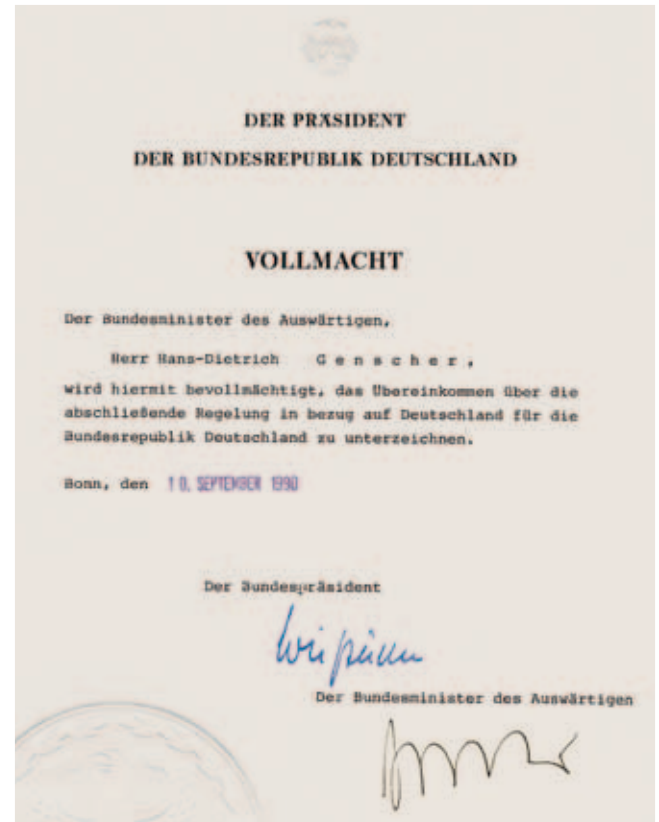 DER PRÄSIDENT
DER BUNDESREPUBLIK DEUTSCHLAND
VOLLMACHT
Der Bundesminister des Auswärtigen,
Herr Hans-Dietrich G e n s c h e r ,
wird hiermit bevollmächtigt, das Übereinkommen über die
abschließende Regelung in bezug auf Deutschland für die
Bundesrepublik Deutschland zu unterzeichnen.
Bonn, den 10. SEPTEMBER 1990
Der Bundespräsident
Der Bundesminister des Auswärtigen